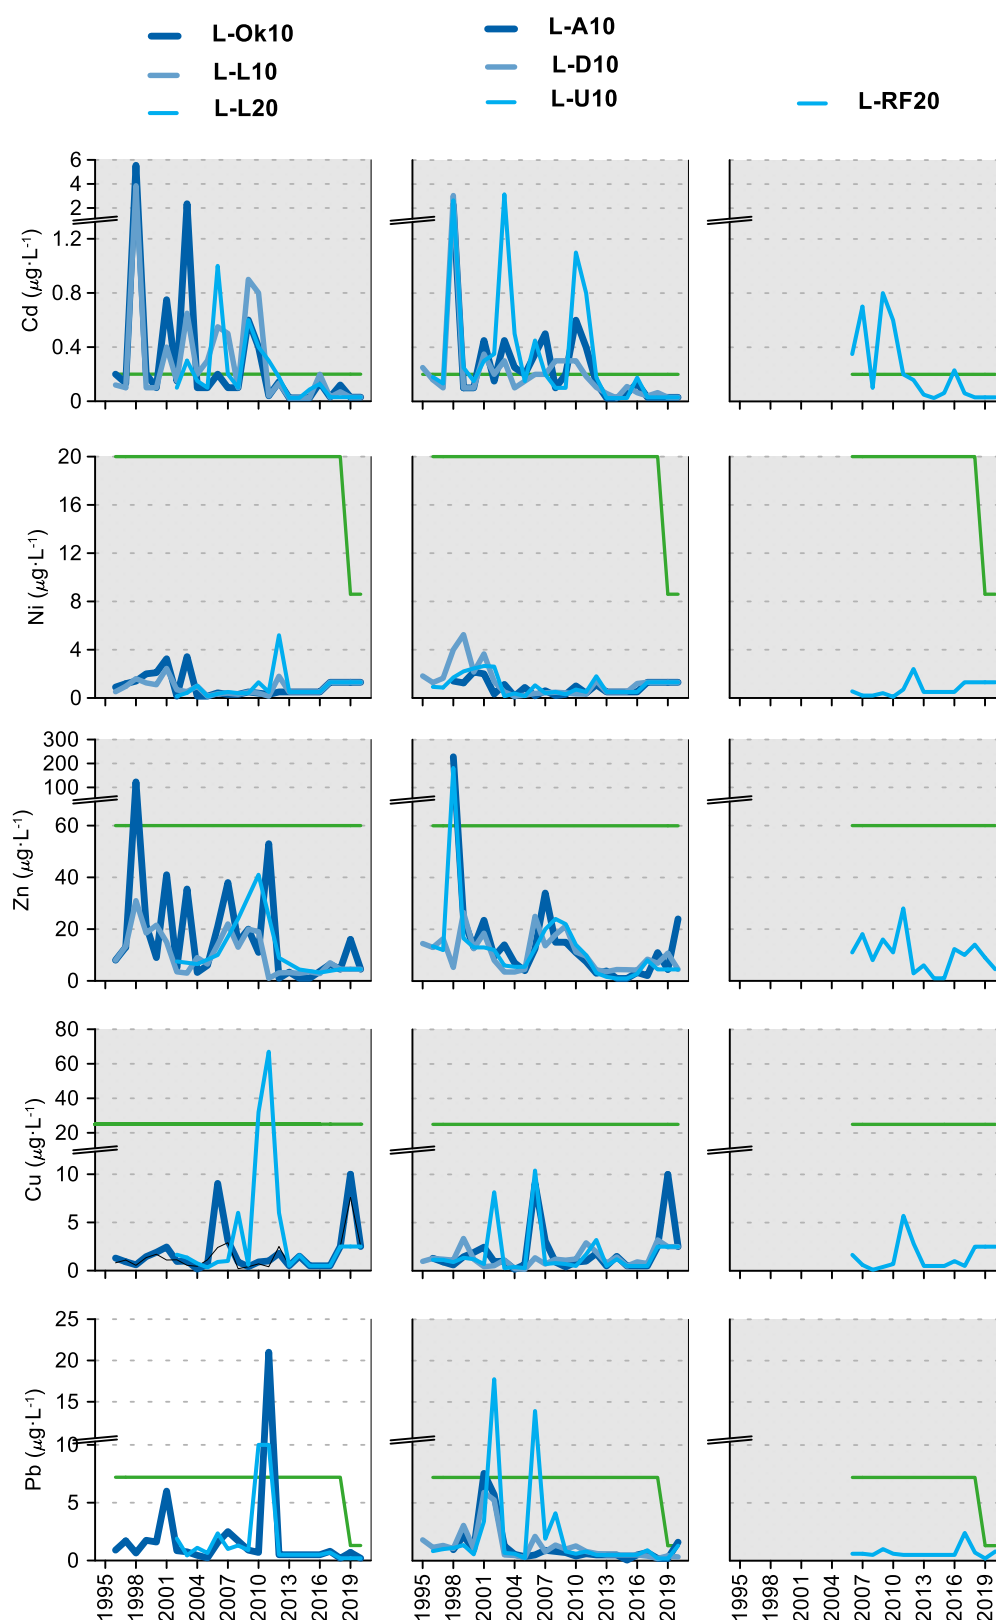 L-Ok10
L-L10
L-L20
L-A10
L-D10
L-U10
L-RF20
Cd (μg·L-1)
6
4
2
1.2
0.8
0.4
0
Ni (μg·L-1)
20
16
12
8
4
0
1995 1998 2001 2004 2007 2010 2013 2016 2019
1995 1998 2001 2004 2007 2010 2013 2016 2019
1995 1998 2001 2004 2007 2010 2013 2016 2019
Zn (μg·L-1)
300
200
100
60
40
20
0
Cu (μg·L-1)
80
60
40
20
10
5
0
Pb (μg·L-1)
25
20
15
10
5
0